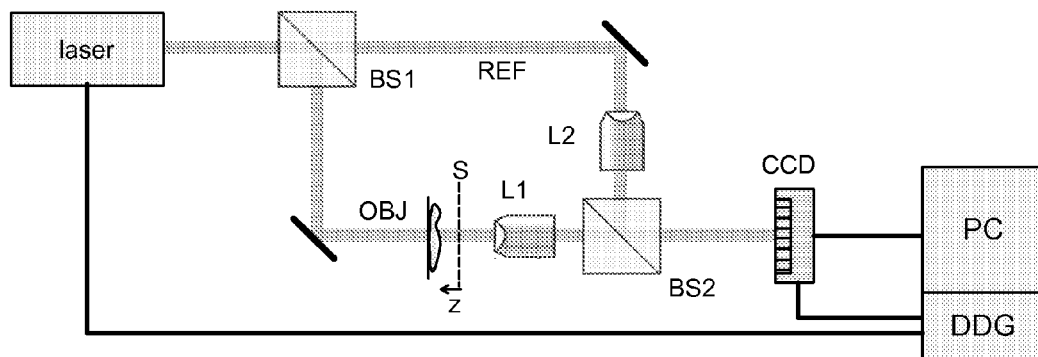 laser
BS1
REF
L2
CCD
S
L1
OBJ
PC
BS2
z
DDG